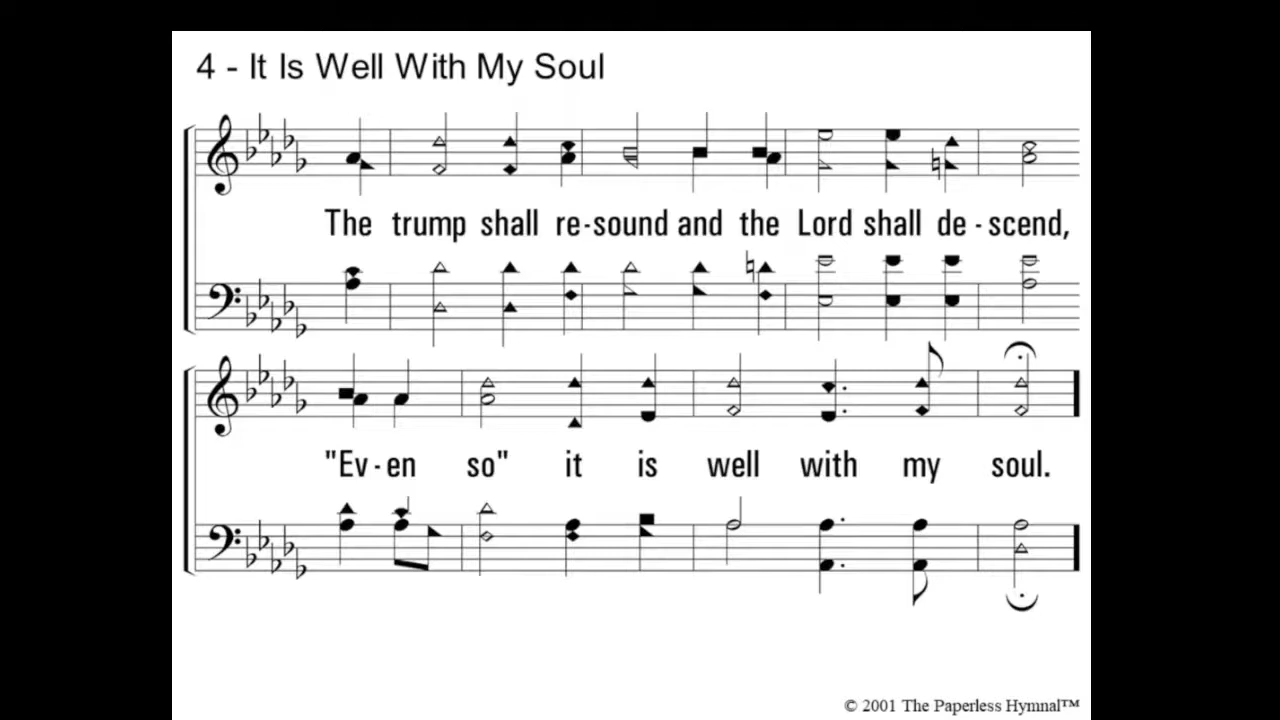 4 - It Is Well With My Soul
The trump shall re-sound and the Lord shall de - scend,
"Ev - en so" it is well with my soul.
© 2001 The Paperless Hymnal™